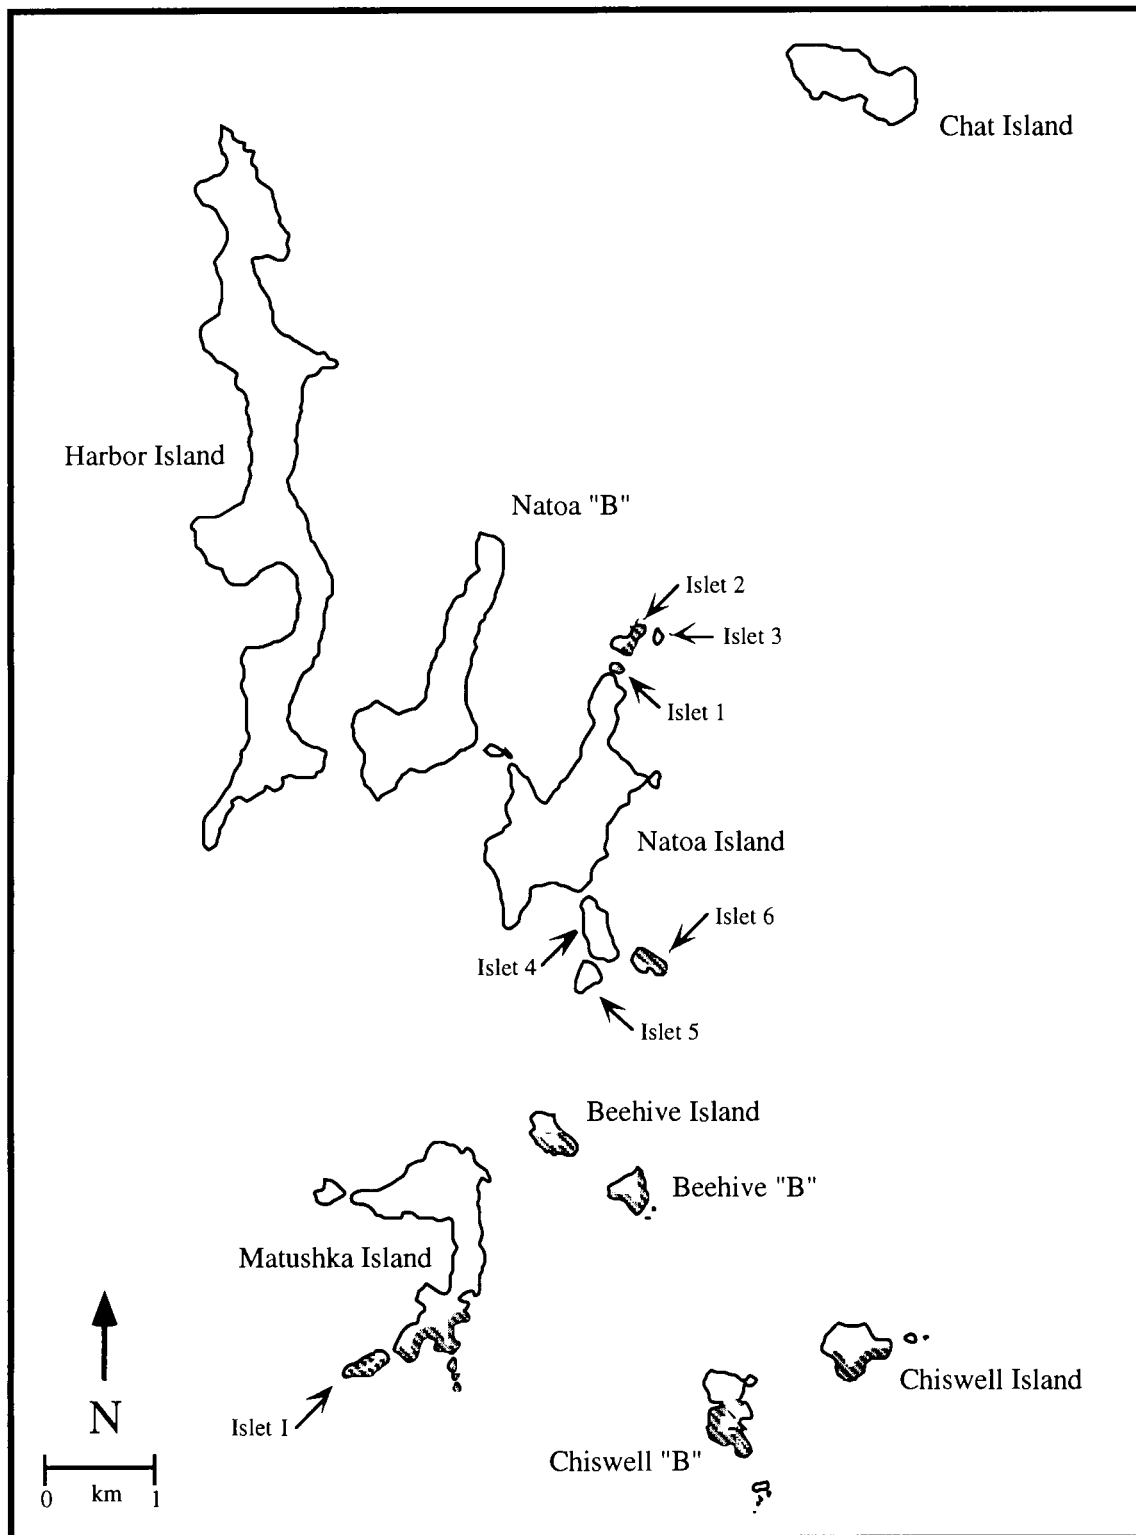 Chat Island
Harbor Island
Natoa "B"
Islet 2
Islet 3
Islet 1
Natoa Island
Islet 6
Islet 4
Islet 5
Beehive Island
Beehive "B"
Matushka Island
Chiswell Island
Islet 1
N
Chiswell "B"
0 km 1